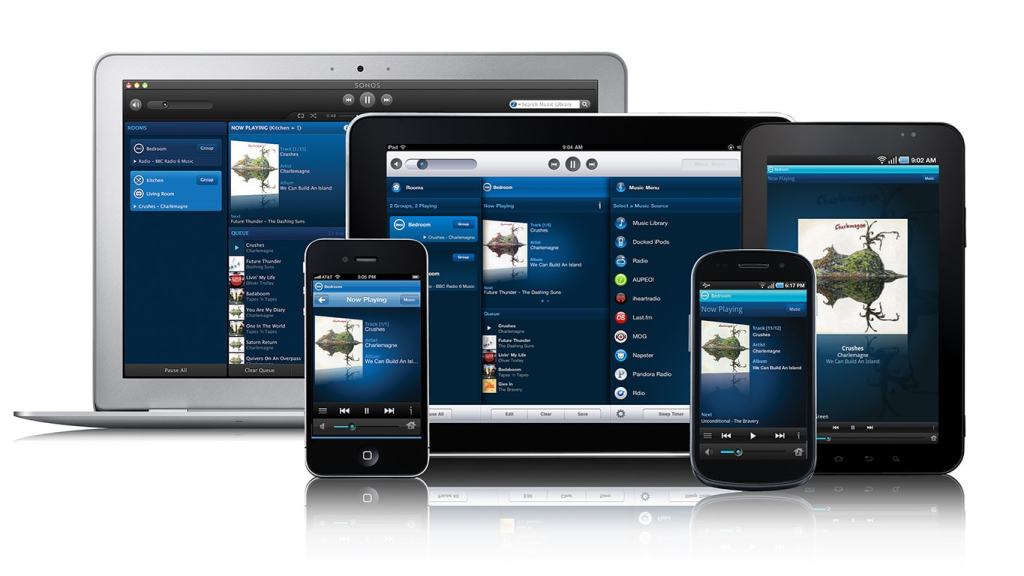 SONOS
Search Music Library
0:48
ROOMS
Bedroom
Group
Radio - BBC Radio 6 Music
Kitchen
Group
Living Room
Crushes - Charlemagne
NOW PLAYING (Kitchen + 1)
Track [1/13]
Crushes
Artist
Charlemagne
Album
We Can Build An Island
Next
Future Thunder - The Dashing Suns
QUEUE
Crushes
Charlemagne
Future Thunder
Dashing Suns
Livin' My Life
Oliver Trolley
Badaboom
Tapes 'n Tapes
You Are My Diary
Charlemagne
One In The World
Tapes 'n Tapes
Saturn Return
Charlemagne
Quivers On An Overpass
Pause All
Clear Queue
iPad
9:04 AM
Rooms
Bedroom
Music Menu
2 Groups, 2 Playing
Now Playing
Select a Music Source
Bedroom
Group
Crushes - Charlemagne
Group
BBC Radio 6 Music
Track [1/6]
Crushes
Artist
Charlemagne
Album
We Can Build An Island
Next
Future Thunder - The Dashing Suns
Queue
Crushes
Charlemagne
Future Thunder
The Dashing Suns
Livin' My Life
Oliver Trolley
Badaboom
Tapes 'n Tapes
Give In
The Bravery
Music Library
Docked iPods
Radio
AUPEO!
iheartradio
Last.fm
MOG
Napster
Pandora Radio
Rdio
Edit
Clear
Save
Sleep Timer
AT&T
3:05 PM
Bedroom
Now Playing
Music
Track [1/1]
Crushes
Artist
Charlemagne
Album
We Can Build An Isl...
6:17 PM
Bedroom
Now Playing
Music
Track [11/12]
Crushes
Artist
Charlemagne
Album
We Can Build An Island
Next
Unconditional - The Bravery
9:02 AM
Bedroom
Now Playing
Music
Charlemagne
Crushes
Charlemagne
We Can Build An Island